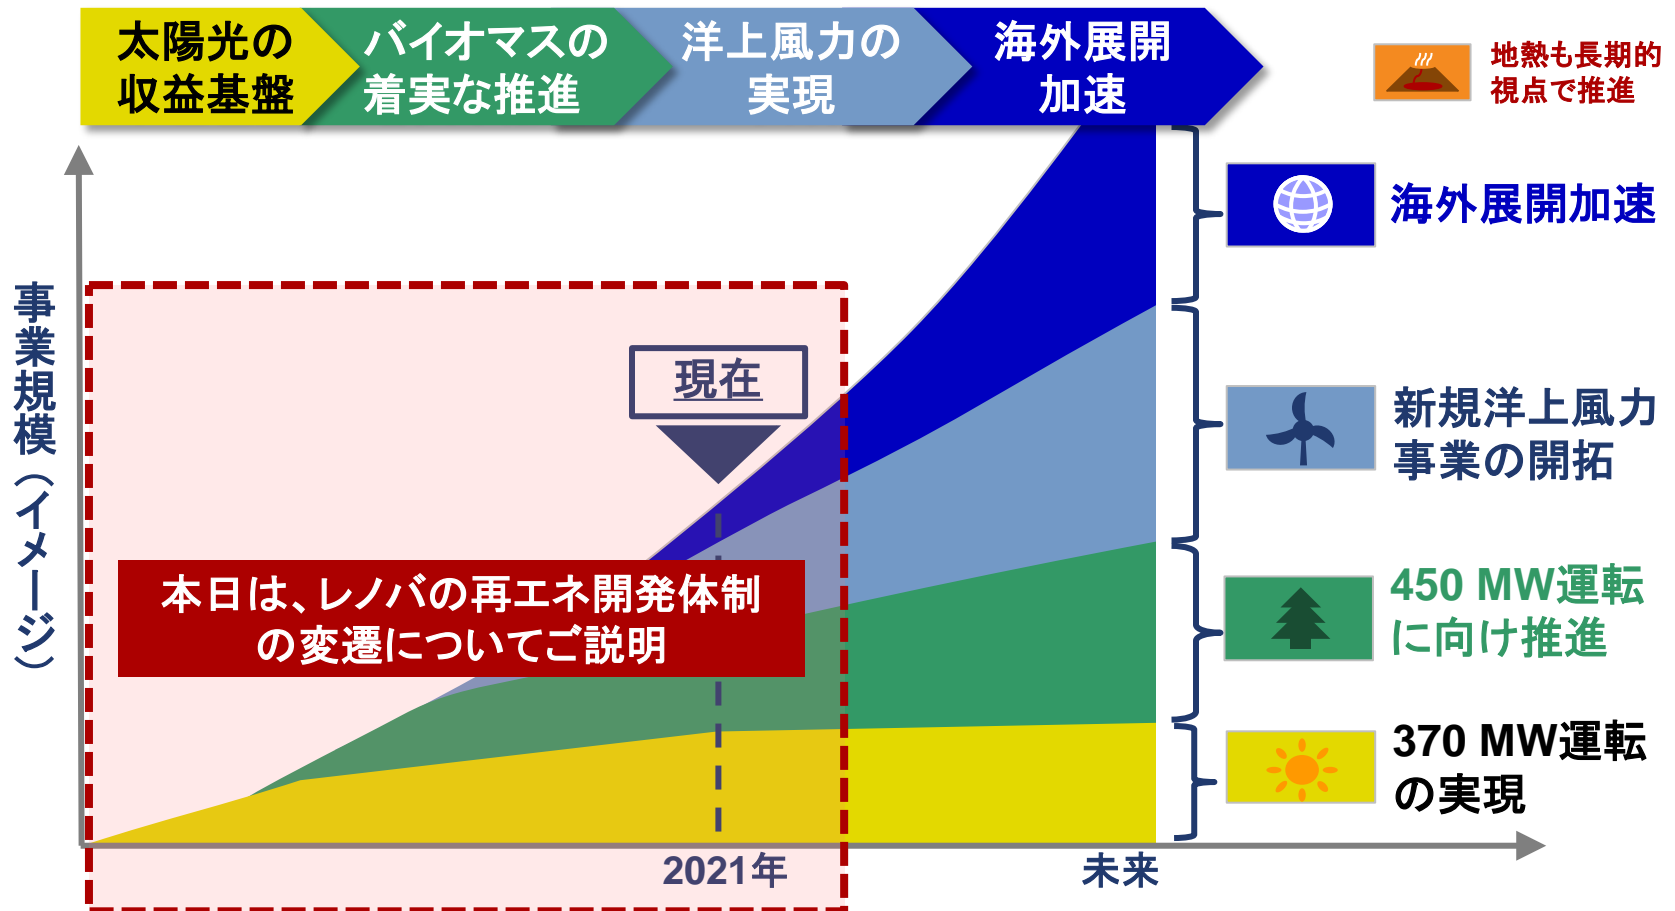 太陽光の
収益基盤
バイオマスの
着実な推進
洋上風力の
実現
海外展開
加速
地熱も長期的
視点で推進
事業規模（イメージ）
現在
本日は、レノバの再エネ開発体制
の変遷についてご説明
海外展開加速
新規洋上風力
事業の開拓
450 MW運転
に向け推進
370 MW運転
の実現
2021年
未来